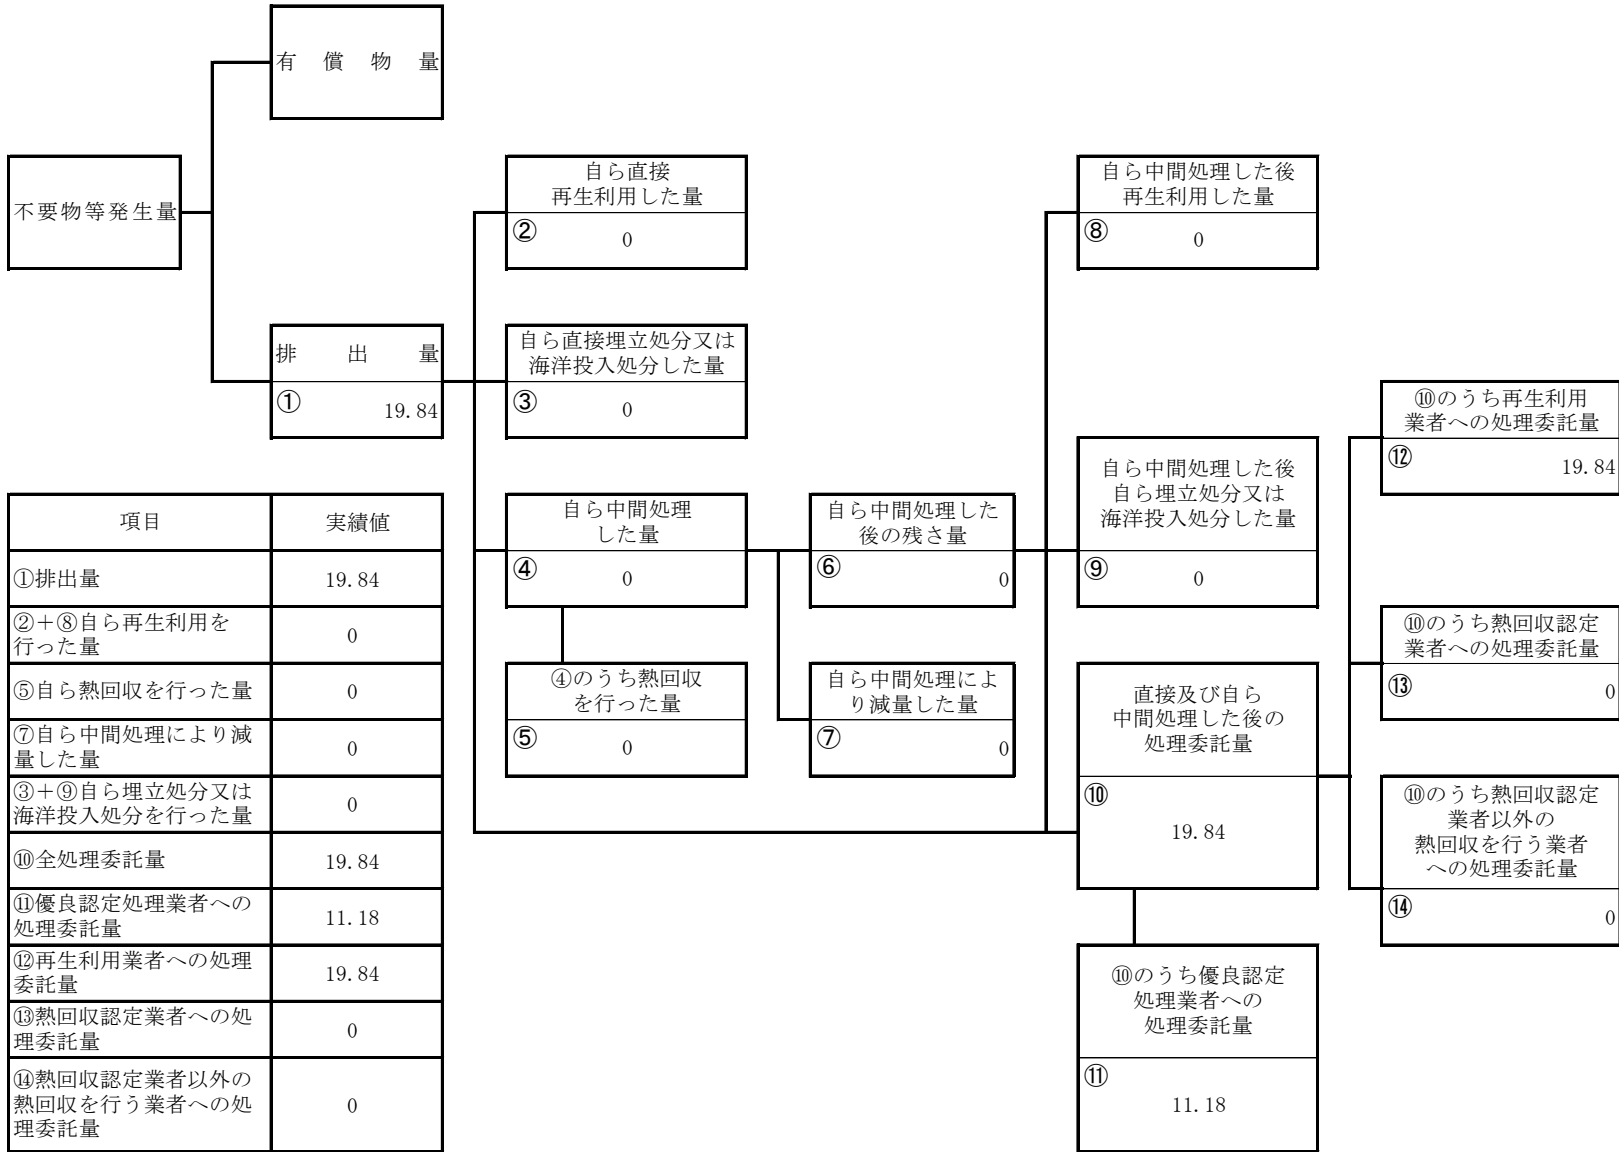 有償物量
不要物等発生量
排出量
① 19.84
自ら直接
再生利用した量
② 0
自ら直接埋立処分又は
海洋投入処分した量
③ 0
自ら中間処理
した量
④ 0
④のうち熱回収
を行った量
⑤ 0
自ら中間処理した
後の残さ量
⑥ 0
自ら中間処理によ
り減量した量
⑦ 0
自ら中間処理した後
再生利用した量
⑧ 0
自ら中間処理した後
自ら埋立処分又は
海洋投入処分した量
⑨ 0
直接及び自ら
中間処理した後の
処理委託量
⑩
19.84
⑩のうち優良認定
処理業者への
処理委託量
⑪
11.18
⑩のうち再生利用
業者への処理委託量
⑫ 19.84
⑩のうち熱回収認定
業者への処理委託量
⑬ 0
⑩のうち熱回収認定
業者以外の
熱回収を行う業者
への処理委託量
⑭ 0
項目 実績値
①排出量 19.84
②+⑧自ら再生利用を
行った量 0
⑤自ら熱回収を行った量 0
⑦自ら中間処理により減
量した量 0
③+⑨自ら埋立処分又は
海洋投入処分を行った量 0
⑩全処理委託量 19.84
⑪優良認定処理業者への
処理委託量 11.18
⑫再生利用業者への処理
委託量 19.84
⑬熱回収認定業者への処
理委託量 0
⑭熱回収認定業者以外の
熱回収を行う業者への処
理委託量 0